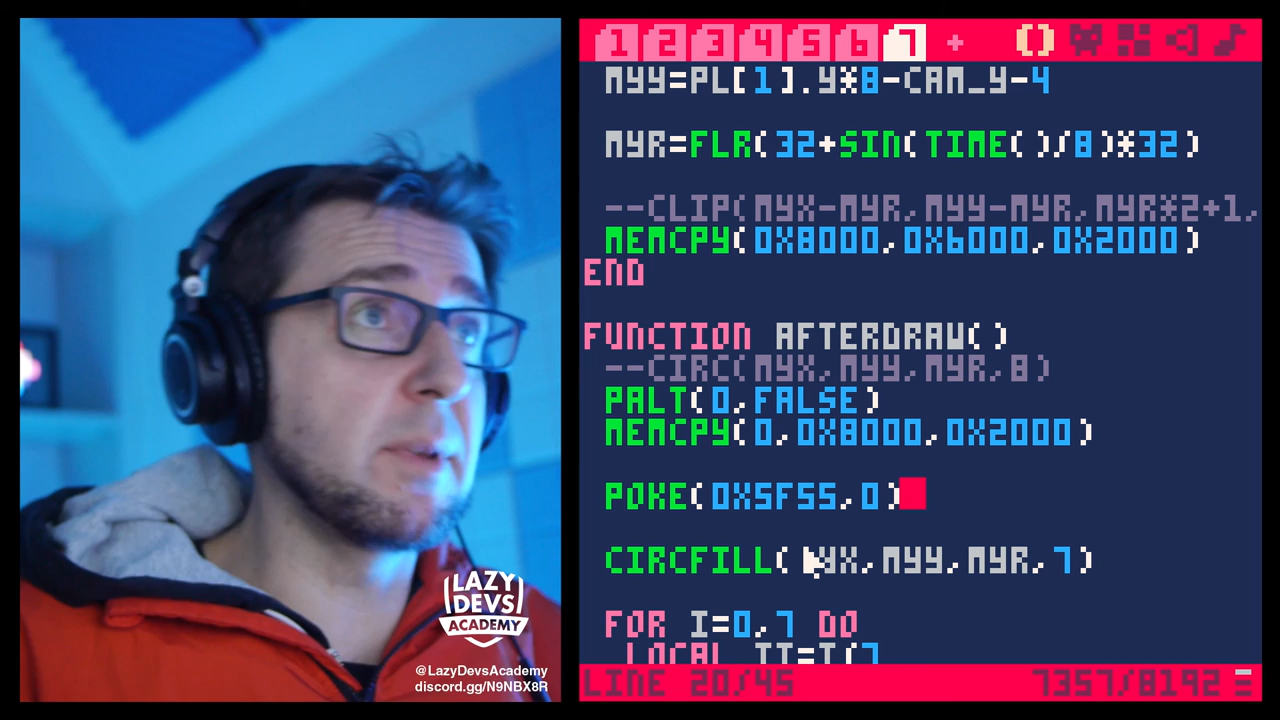 1 2 3 4 5 6 7 +
MYY=PL[1].Y*8-CAM_Y-4
MYR=FLR(32+SIN(TIME()/8)*32)
--CLIP(MYX-MYR,MYY-MYR,MYR*2+1,
MEMCPY(0X8000,0X6000,0X2000)
END
FUNCTION AFTERDRAW()
--CIRC(MYX,MYY,MYR,8)
PALT(0,FALSE)
MEMCPY(0,0X8000,0X2000)
POKE(0X5F55,0)
CIRCFILL(MYX,MYY,MYR,7)
FOR I=0,7 DO
LINE 20/45
7357/8192
LAZY
DEVS
ACADEMY
@LazyDevsAcademy
discord.gg/N9NBX8R